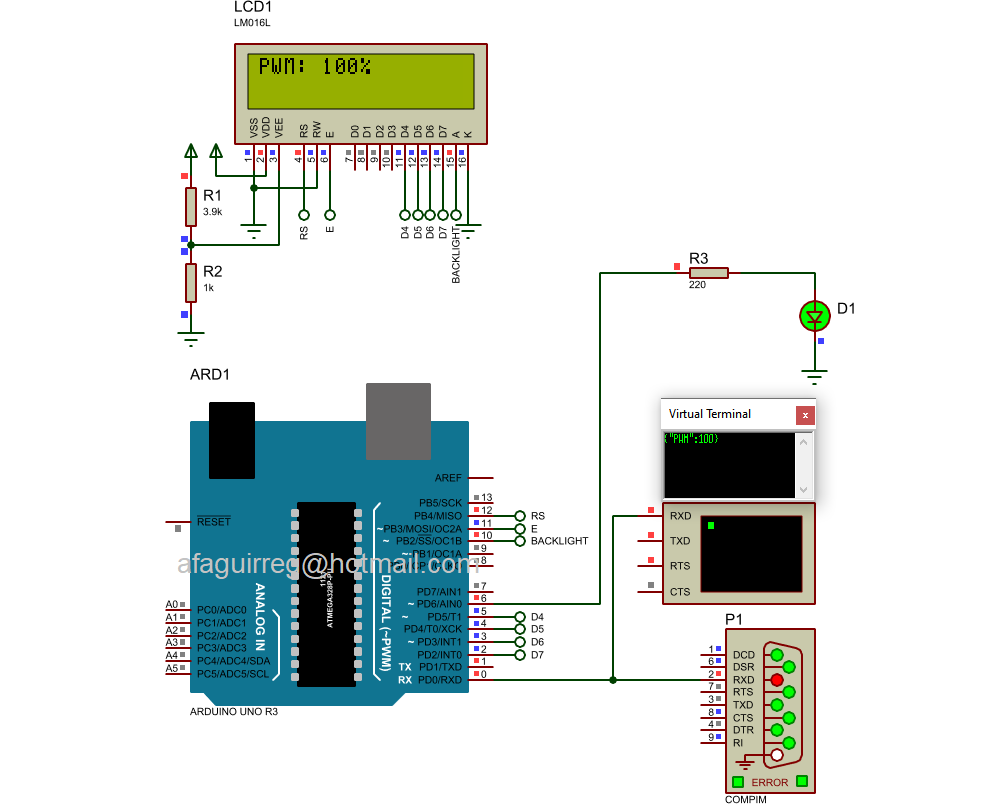 LCD1
LM016L
PWM: 100%
VSS
VDD
VEE
RS
RW
E
D0
D1
D2
D3
D4
D5
D6
D7
A
K
1
2
3
4
5
6
7
8
9
10
11
12
13
14
15
16
RS
E
D4
D5
D6
D7
BACKLIGHT
R1
3.9k
R2
1k
R3
220
D1
ARD1
Virtual Terminal
x
{"PWM":100}
AREF
RESET
PB5/SCK 13
PB4/MISO 12 RS
~PB3/MOSI/OC2A 11 E
~ PB2/SS/OC1B 10 BACKLIGHT
~ PB1/OC1A 9
8
afaguirreg@hotmail.com
ATMEGA328P-PU
ANALOG IN
DIGITAL (~PWM)
PD7/AIN1 7
~ PD6/AIN0 6
~ PD5/T1 5 D4
PD4/T0/XCK 4 D5
~ PD3/INT1 3 D6
PD2/INT0 2 D7
TX PD1/TXD 1
RX PD0/RXD 0
A0 PC0/ADC0
A1 PC1/ADC1
A2 PC2/ADC2
A3 PC3/ADC3
A4 PC4/ADC4/SDA
A5 PC5/ADC5/SCL
ARDUINO UNO R3
RXD
TXD
RTS
CTS
P1
1 DCD
6 DSR
2 RXD
7 RTS
3 TXD
8 CTS
4 DTR
9 RI
ERROR
COMPIM